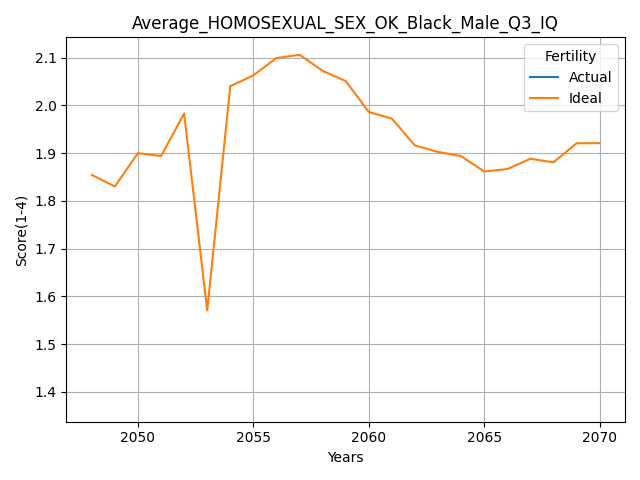 Average_HOMOSEXUAL_SEX_OK_Black_Male_Q3_IQ
Fertility
Actual
Ideal
Score(1-4)
2.1
2.0
1.9
1.8
1.7
1.6
1.5
1.4
2050 2055 2060 2065 2070
Years